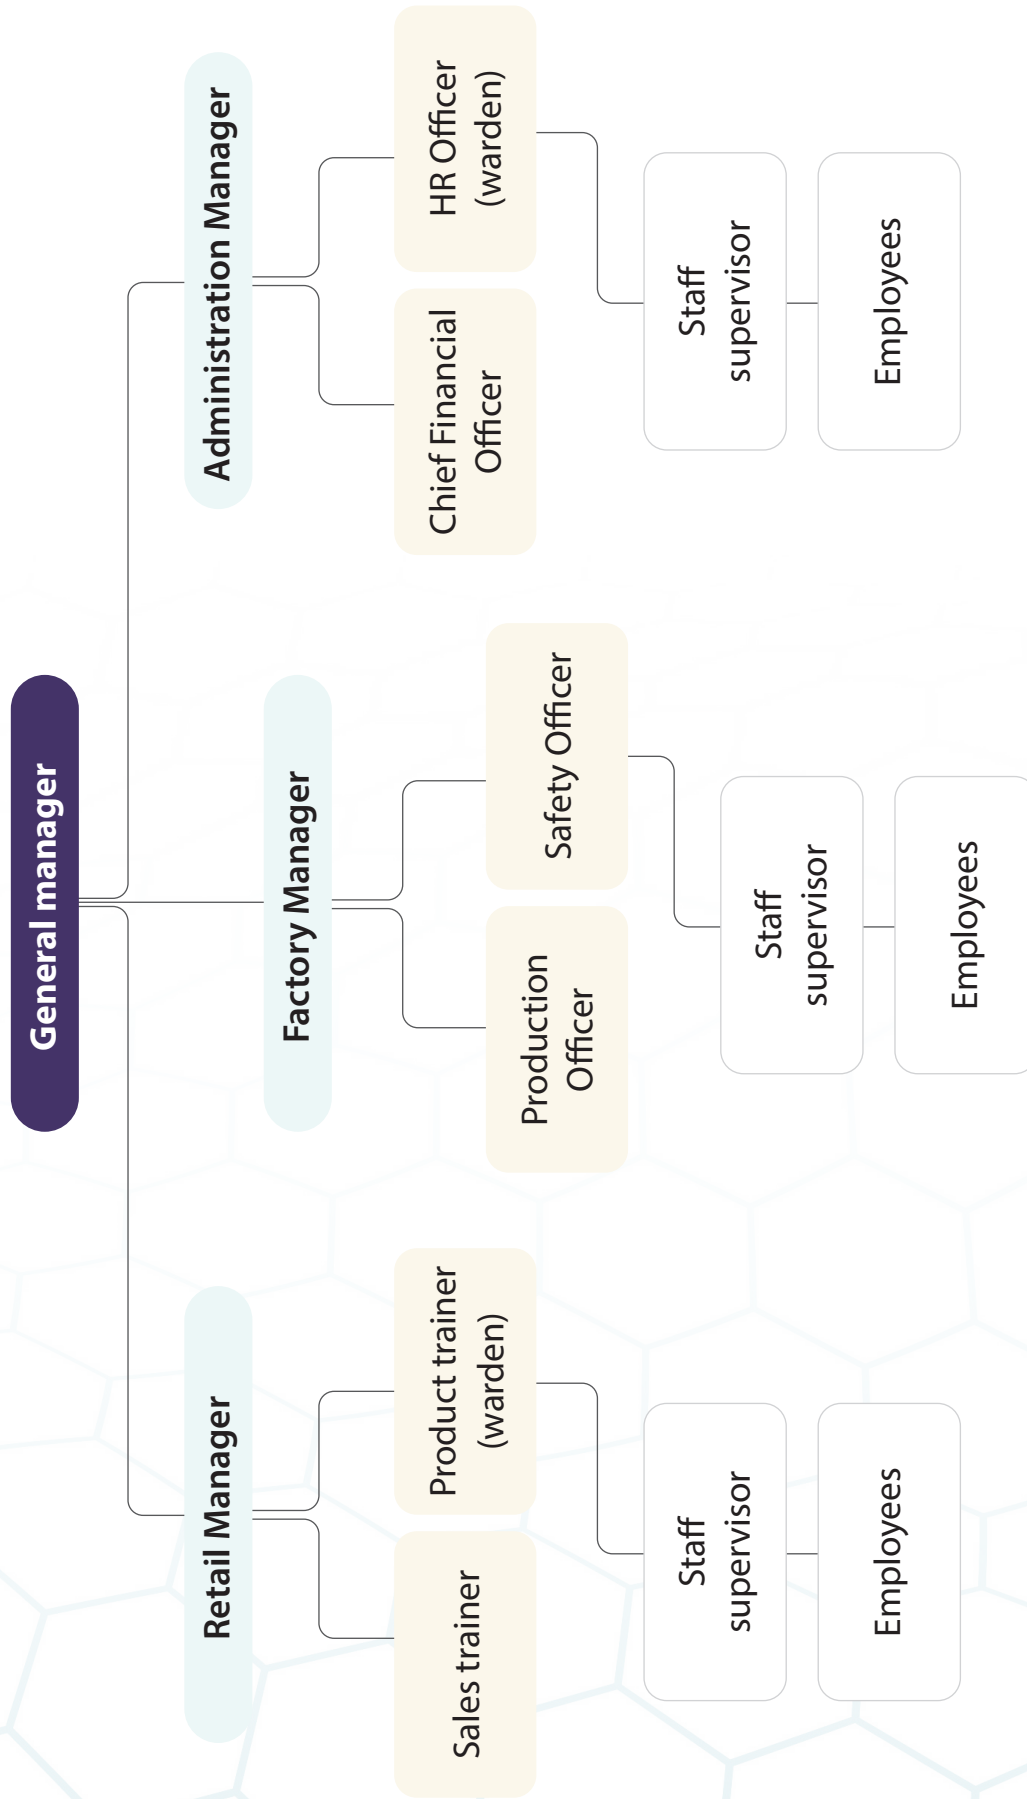 General manager
Retail Manager
Factory Manager
Administration Manager
Sales trainer
Product trainer
(warden)
Production
Officer
Safety Officer
Chief Financial
Officer
HR Officer
(warden)
Staff
supervisor
Employees
Staff
supervisor
Employees
Staff
supervisor
Employees